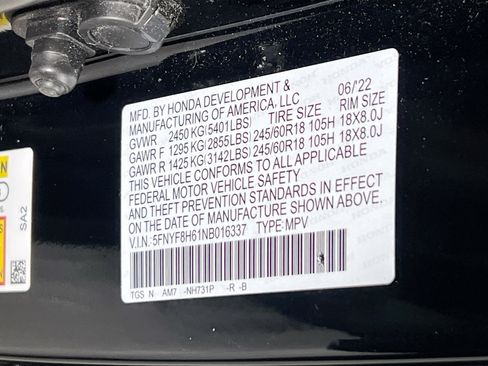 MFD. BY HONDA DEVELOPMENT & 06/'22
MANUFACTURING OF AMERICA, LLC
GVWR 2450 KG(5401LBS) TIRE SIZE RIM SIZE
GAWR F 1295 KG(2855LBS) 245/60R18 105H 18X8.0J
GAWR R 1425 KG(3142LBS) 245/60R18 105H 18X8.0J
THIS VEHICLE CONFORMS TO ALL APPLICABLE
FEDERAL MOTOR VEHICLE SAFETY
AND THEFT PREVENTION STANDARDS IN EFFECT
ON THE DATE OF MANUFACTURE SHOWN ABOVE.
V.I.N.:5FNYF8H61NB016337 TYPE:MPV
TGS N AM7 -NH731P -R -B
SA2